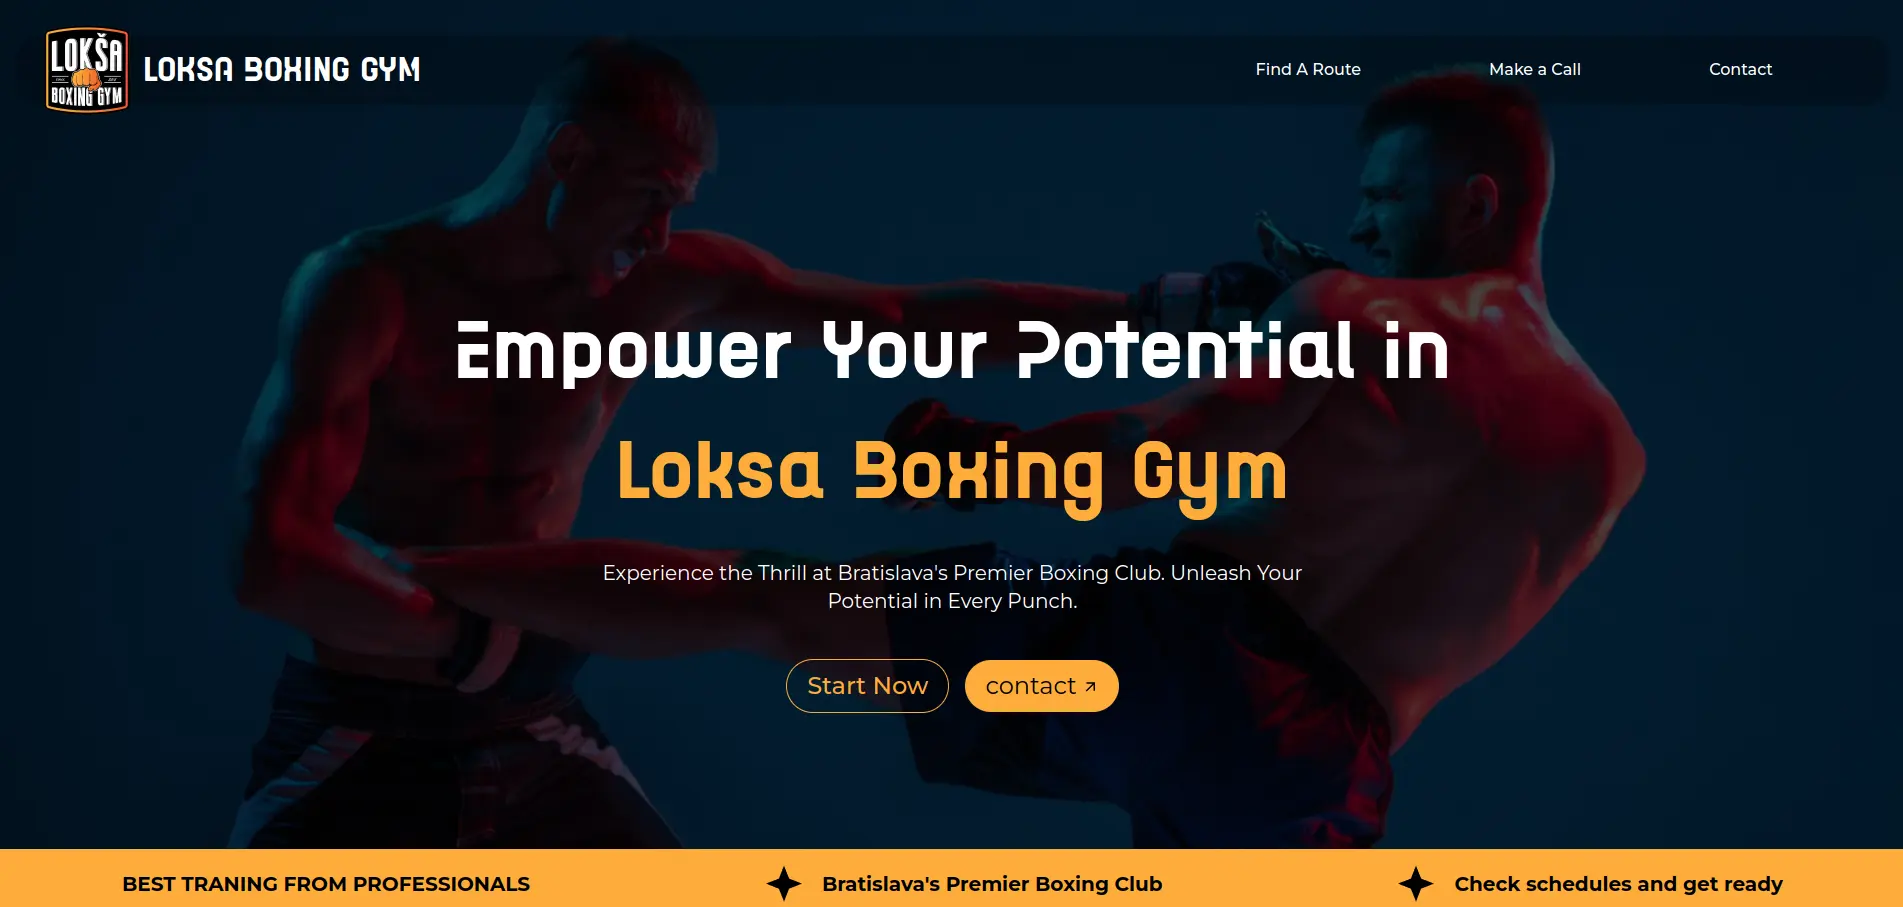 LOKŠA
BOXING GYM
LOKSA BOXING GYM
Find A Route
Make a Call
Contact
Empower Your Potential in
Loksa Boxing Gym
Experience the Thrill at Bratislava's Premier Boxing Club. Unleash Your
Potential in Every Punch.
Start Now
contact
BEST TRANING FROM PROFESSIONALS
Bratislava's Premier Boxing Club
Check schedules and get ready